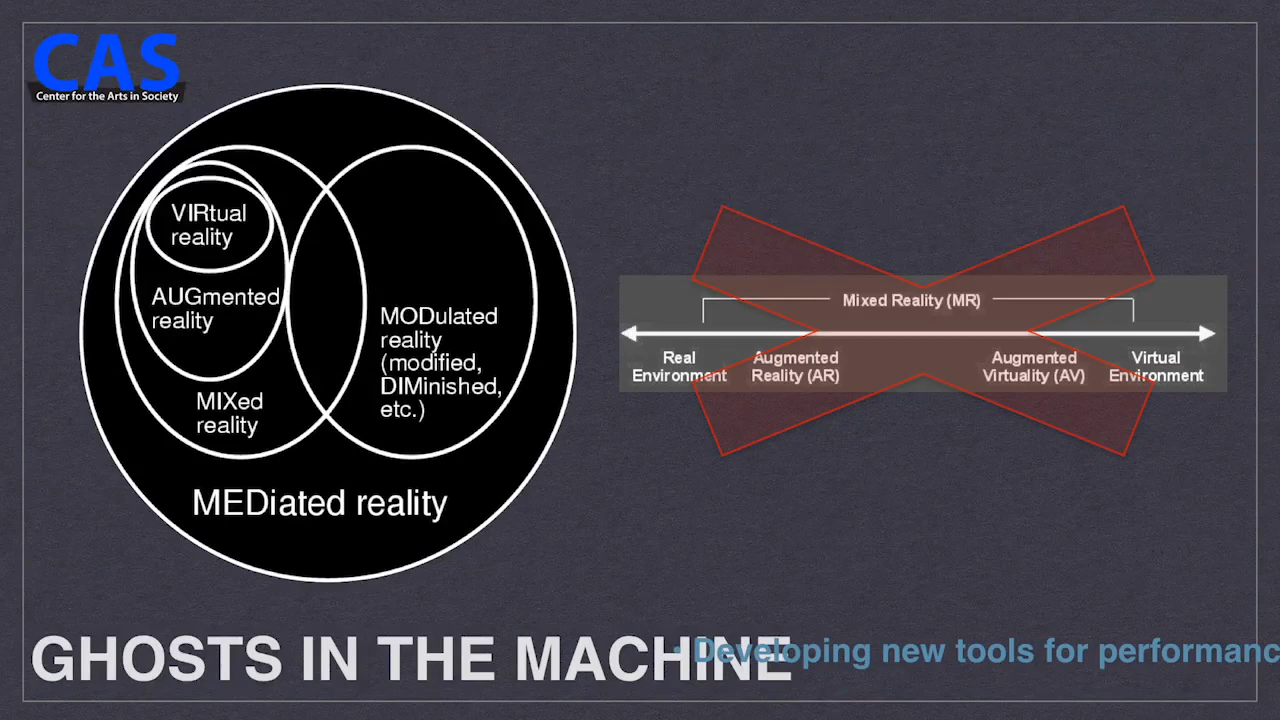 CAS
Center for the Arts in Society
VIRtual
reality
AUGmented
reality
MIXed
reality
MODulated
reality
(modified,
DIMinished,
etc.)
MEDiated reality
Mixed Reality (MR)
Real
Environment
Augmented
Reality (AR)
Augmented
Virtuality (AV)
Virtual
Environment
GHOSTS IN THE MACHINE
• Developing new tools for performanc